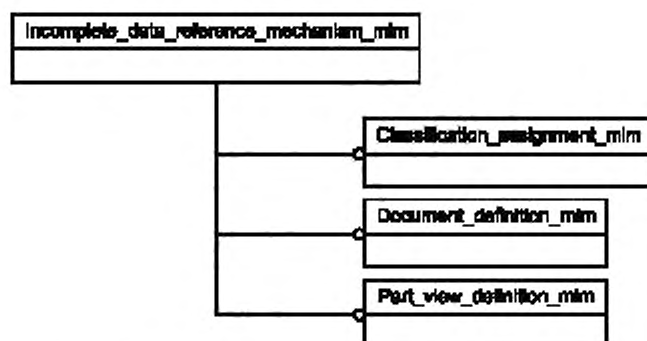 Incomplete_data_reference_mechanism_mim
Classification_assignment_mim
Document_definition_mim
Part_view_definition_mim